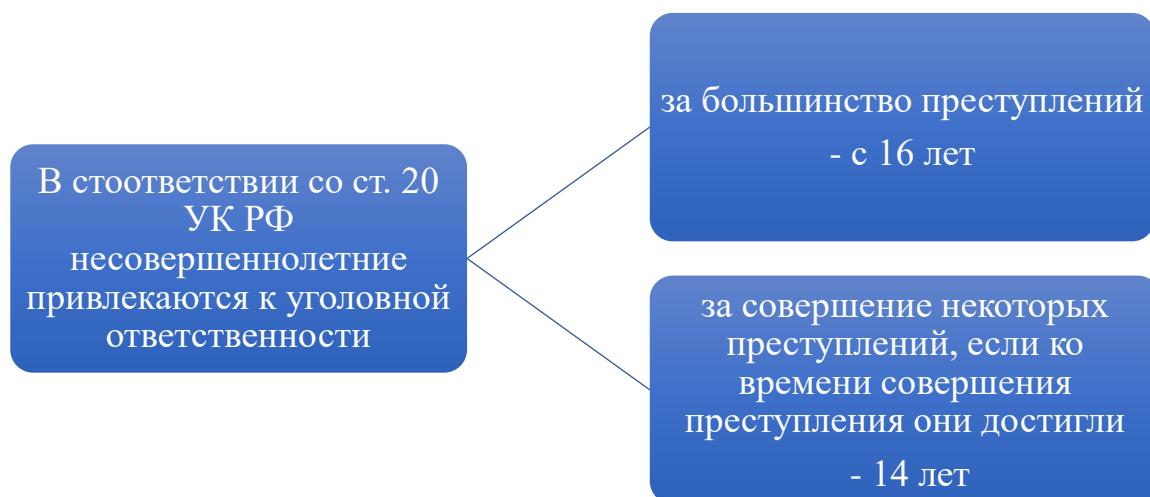 В стоответствии со ст. 20
УК РФ
несовершеннолетние
привлекаются к уголовной
ответственности
за большинство преступлений
- с 16 лет
за совершение некоторых
преступлений, если ко
времени совершения
преступления они достигли
- 14 лет